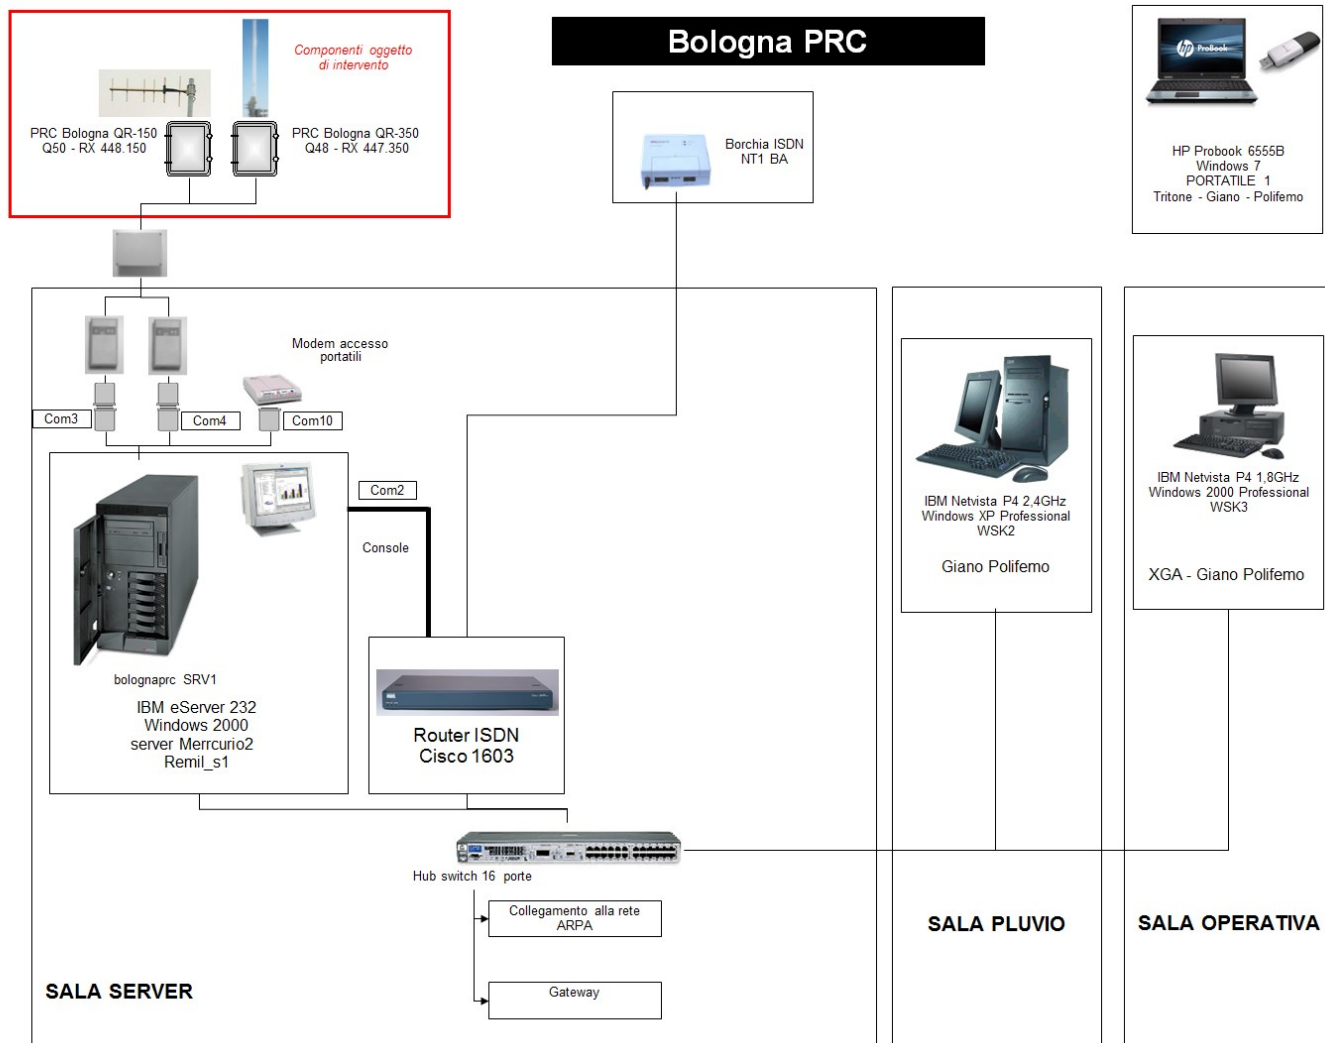 Bologna PRC
Componenti oggetto
di intervento
PRC Bologna QR-150
Q50 - RX 448.150
PRC Bologna QR-350
Q48 - RX 447.350
Borchia ISDN
NT1 BA
hp ProBook
HP Probook 6555B
Windows 7
PORTATILE 1
Tritone - Giano - Polifemo
Modem accesso
portatili
Com3
Com4
Com10
Com2
Console
bolognaprc SRV1
IBM eServer 232
Windows 2000
server Merrcurio2
Remil_s1
Router ISDN
Cisco 1603
IBM Netvista P4 2,4GHz
Windows XP Professional
WSK2
Giano Polifemo
IBM Netvista P4 1,8GHz
Windows 2000 Professional
WSK3
XGA - Giano Polifemo
Hub switch 16 porte
Collegamento alla rete
ARPA
Gateway
SALA SERVER
SALA PLUVIO
SALA OPERATIVA